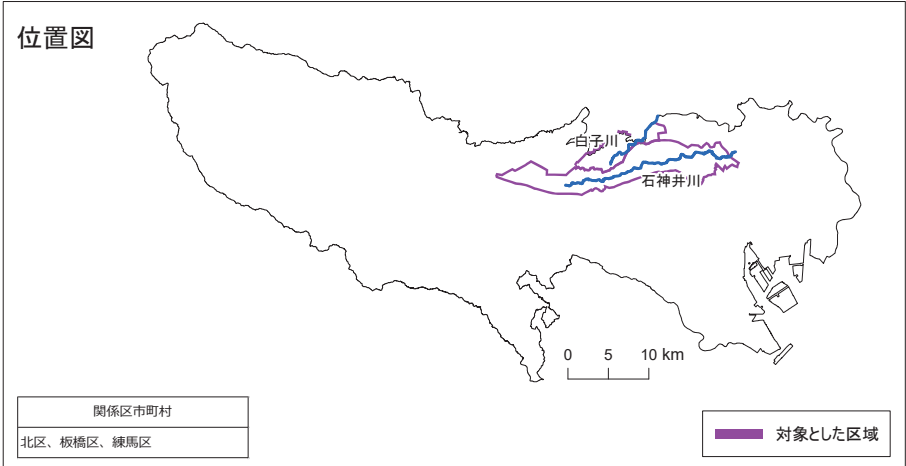 位置図
白子川
石神井川
0 5 10 km
関係区市町村
北区、板橋区、練馬区
対象とした区域